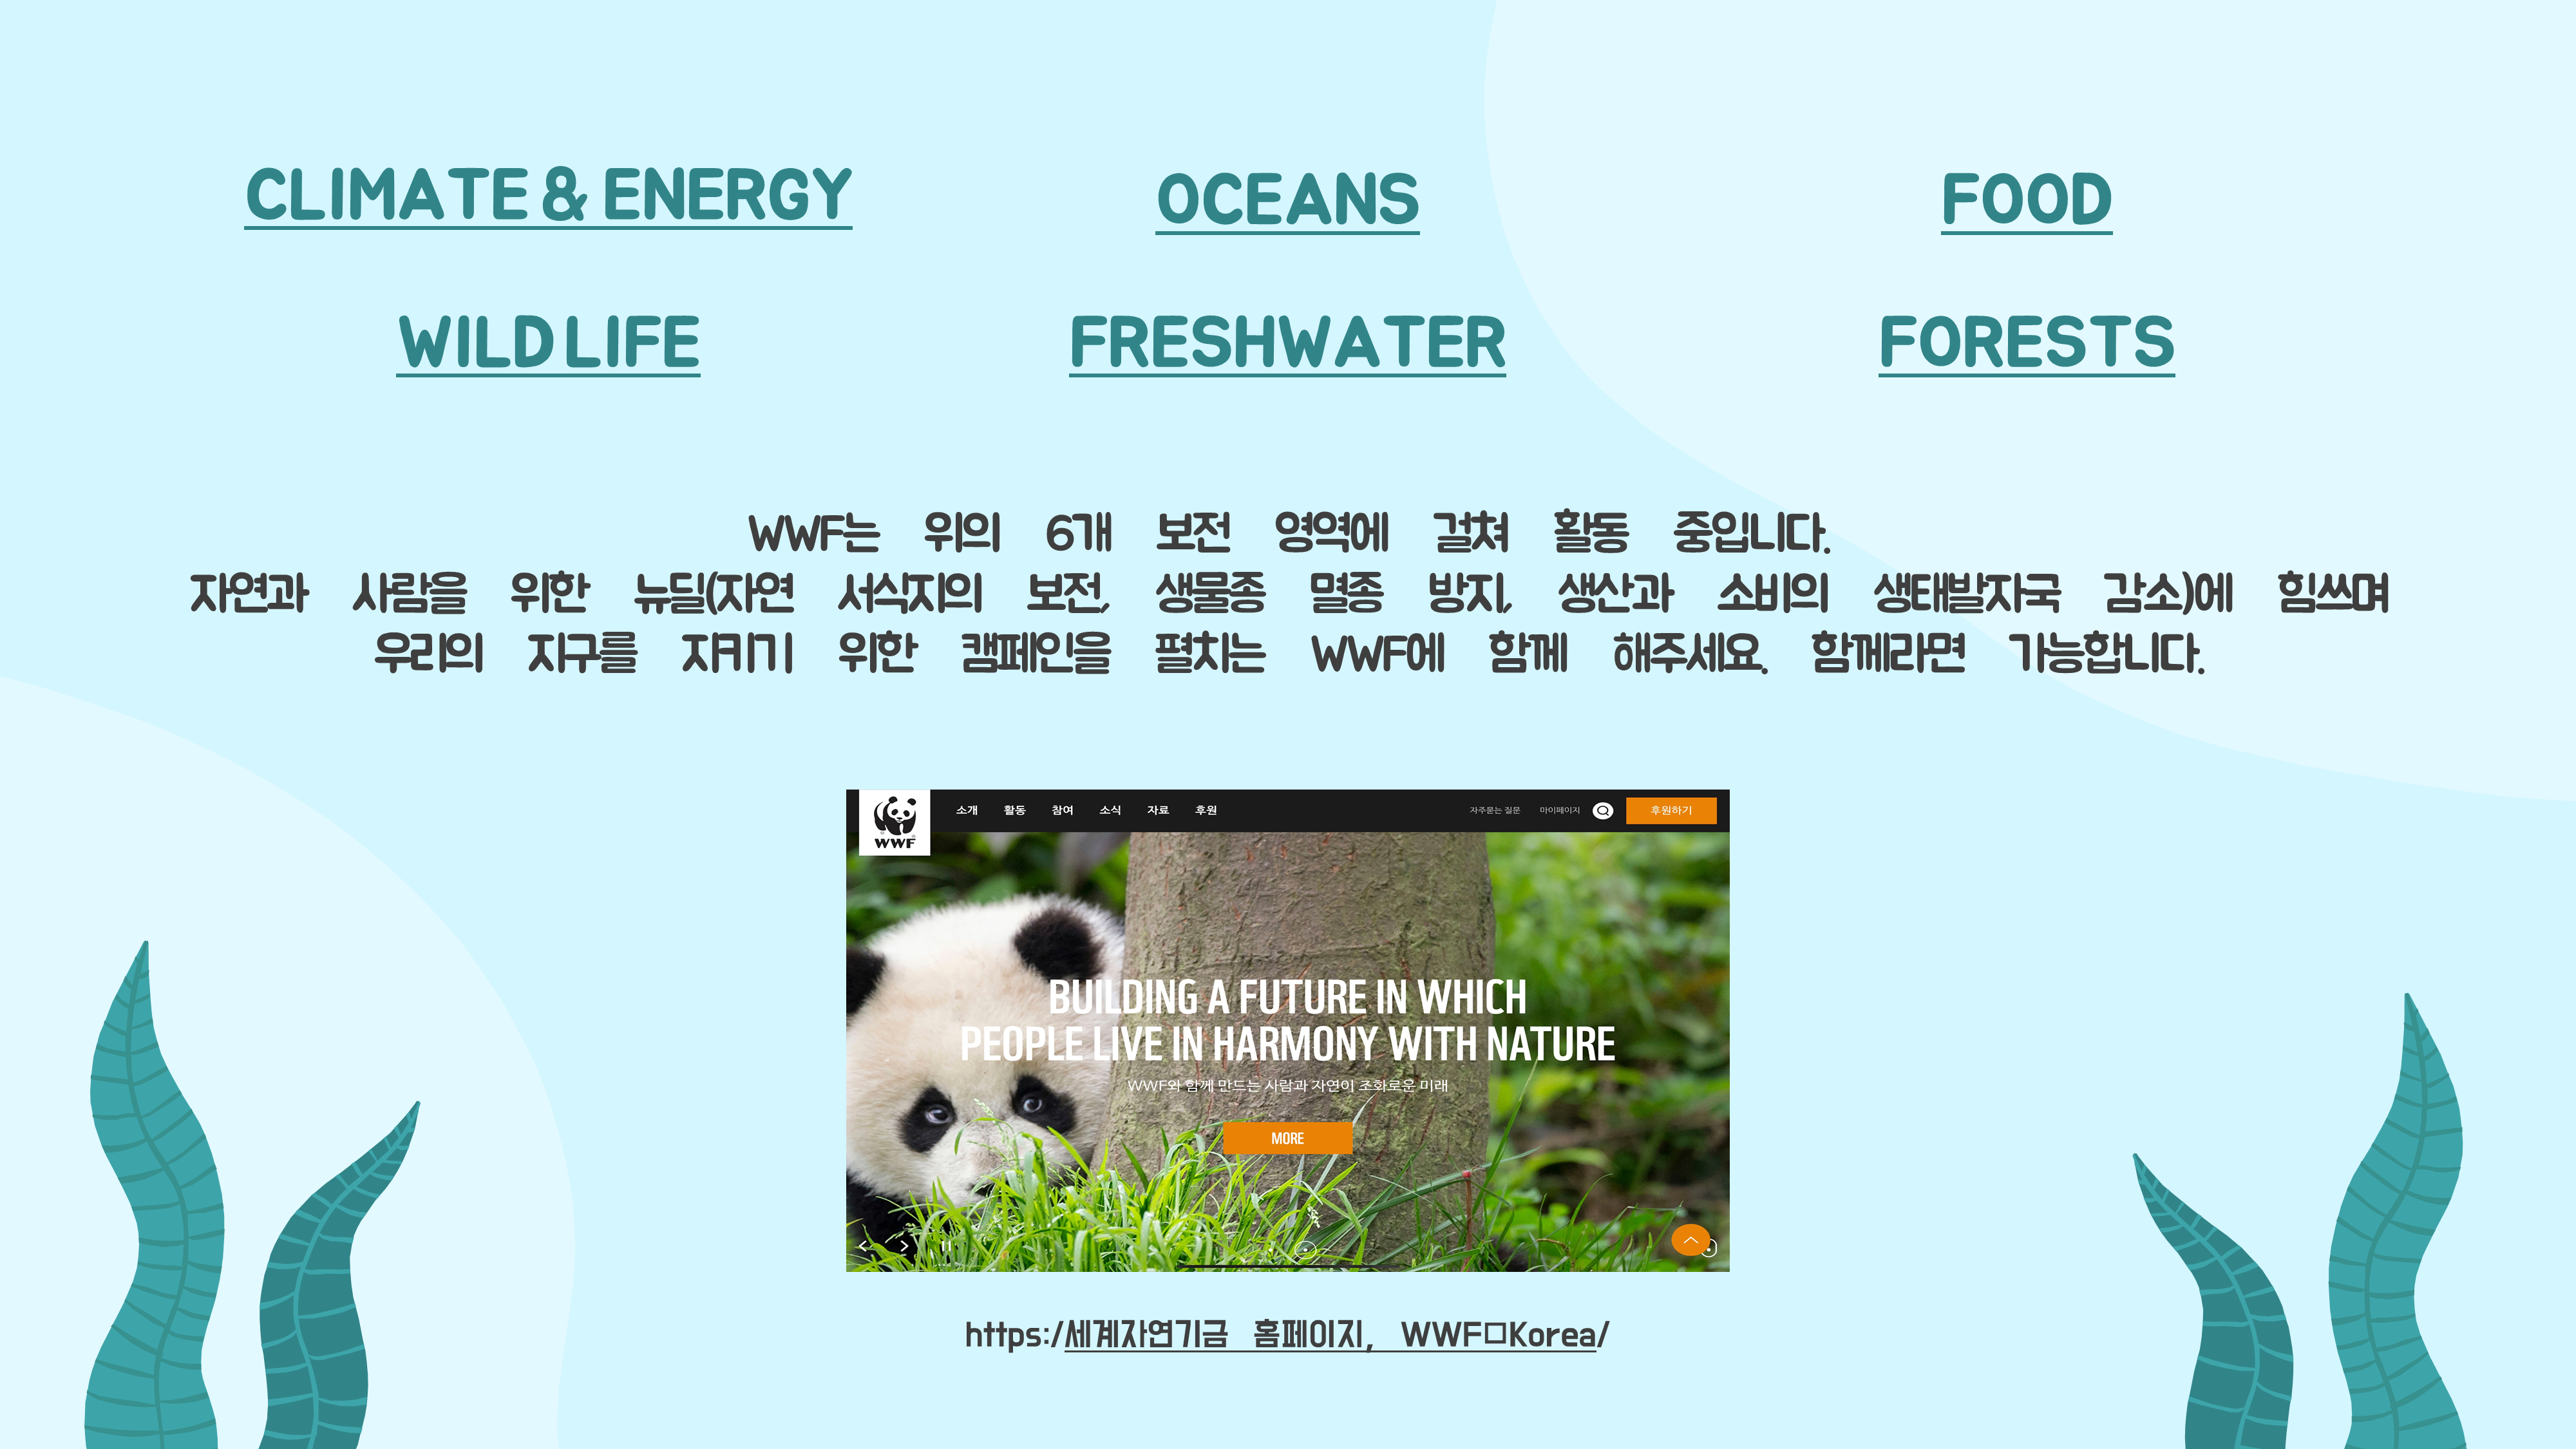 CLIMATE & ENERGY OCEANS FOOD
WILD LIFE FRESHWATER FORESTS
WWF는 위의 6개 보전 영역에 걸쳐 활동 중입니다.
자연과 사람을 위한 뉴딜(자연 서식지의 보전, 생물종 멸종 방지, 생산과 소비의 생태발자국 감소)에 힘쓰며
우리의 지구를 지키기 위한 캠페인을 펼치는 WWF에 함께 해주세요. 함께라면 가능합니다.
WWF 소개 활동 참여 소식 자료 후원 자주묻는 질문 마이페이지 후원하기
BUILDING A FUTURE IN WHICH
PEOPLE LIVE IN HARMONY WITH NATURE
WWF와 함께 만드는 사람과 자연이 조화로운 미래
MORE
https:/세계자연기금 홈페이지, WWF□Korea/